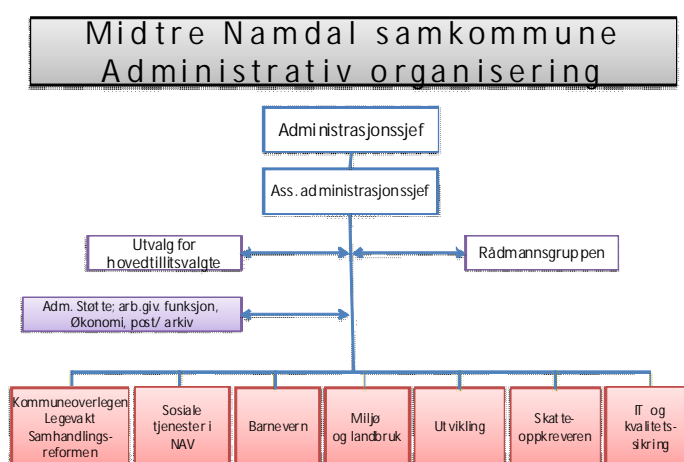 Midtre Namdal samkommune
Administrativ organisering
Administrasjonssjef
Ass. administrasjonssjef
Utvalg for
hovedtillitsvalgte
Rådmannsgruppen
Adm. Støtte; arb.giv. funksjon,
Økonomi, post/ arkiv
Kommuneoverlegen
Legevakt
Samhandlings-
reformen
Sosiale
tjenester i
NAV
Barnevern
Miljø
og landbruk
Utvikling
Skatte-
oppkreveren
IT og
kvalitets-
sikring